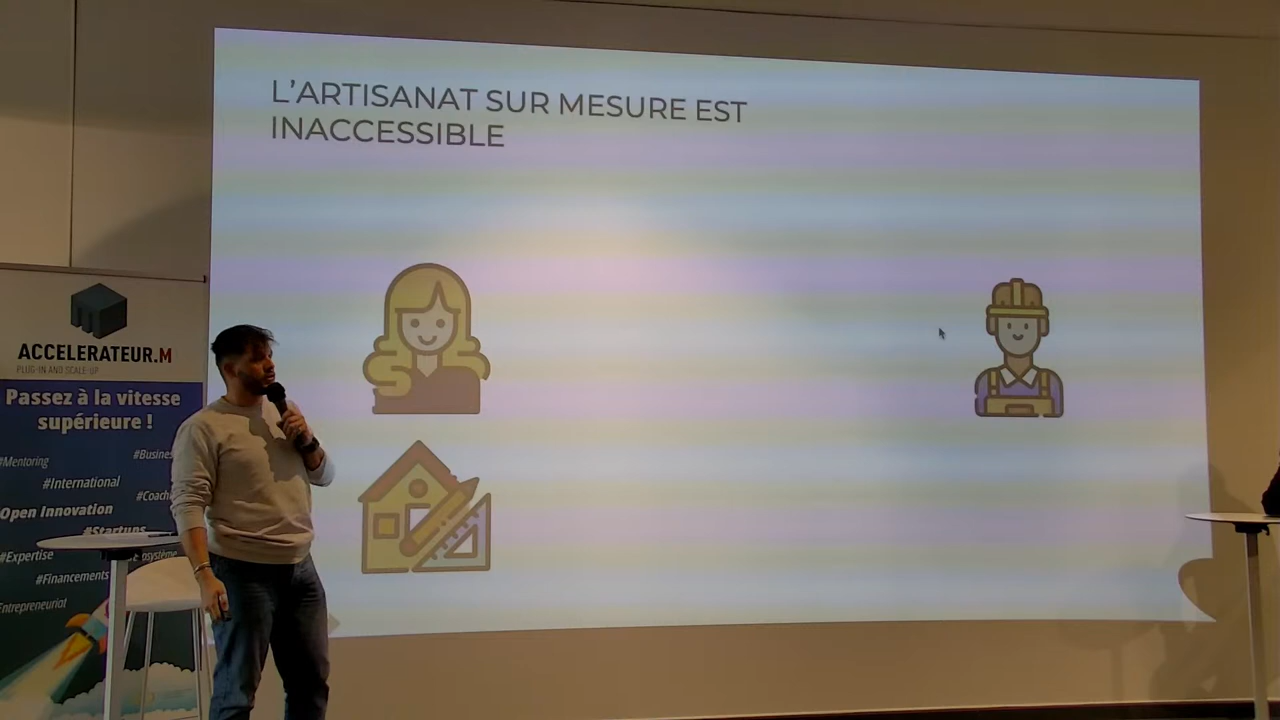 L'ARTISANAT SUR MESURE EST
INACCESSIBLE
ACCELERATEUR.M
PLUG-IN AND SCALE-UP
Passez à la vitesse
supérieure !
#Mentoring
#International
Open Innovation
#Startups
#Expertise
#Financements
Entrepreneuriat